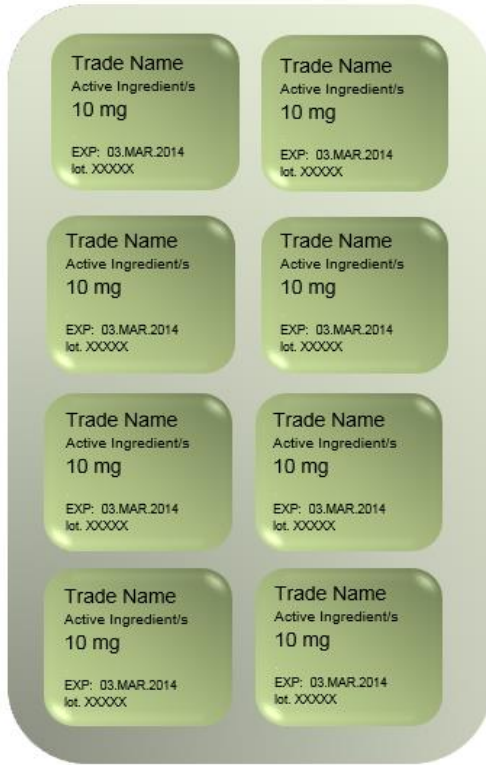 Trade Name
Active Ingredient/s
10 mg
EXP: 03.MAR.2014
lot. XXXXX
Trade Name
Active Ingredient/s
10 mg
EXP: 03.MAR.2014
lot. XXXXX
Trade Name
Active Ingredient/s
10 mg
EXP: 03.MAR.2014
lot. XXXXX
Trade Name
Active Ingredient/s
10 mg
EXP: 03.MAR.2014
lot. XXXXX
Trade Name
Active Ingredient/s
10 mg
EXP: 03.MAR.2014
lot. XXXXX
Trade Name
Active Ingredient/s
10 mg
EXP: 03.MAR.2014
lot. XXXXX
Trade Name
Active Ingredient/s
10 mg
EXP: 03.MAR.2014
lot. XXXXX
Trade Name
Active Ingredient/s
10 mg
EXP: 03.MAR.2014
lot. XXXXX